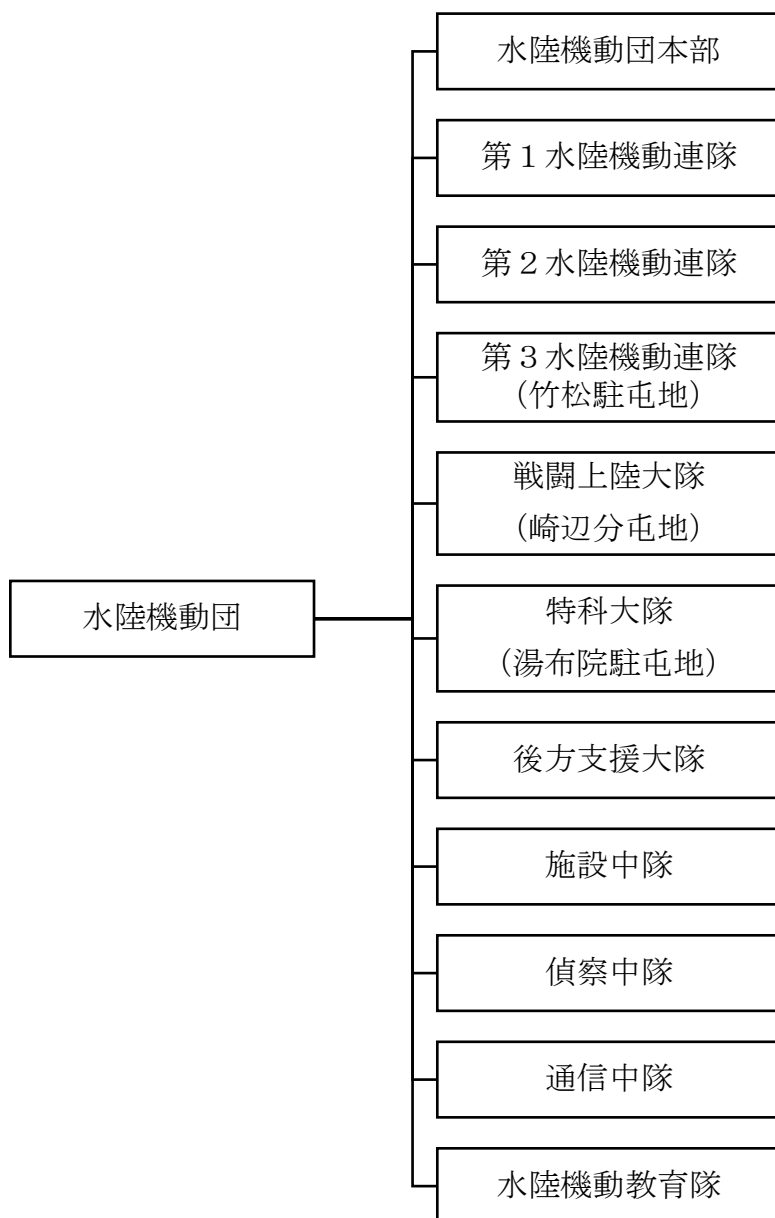 水陸機動団本部
第１水陸機動連隊
第２水陸機動連隊
第３水陸機動連隊
（竹松駐屯地）
戦闘上陸大隊
（崎辺分屯地）
水陸機動団
特科大隊
（湯布院駐屯地）
後方支援大隊
施設中隊
偵察中隊
通信中隊
水陸機動教育隊